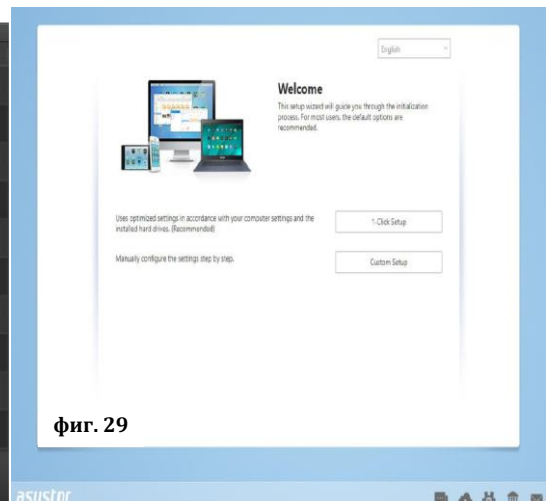 English
Welcome
This setup wizard will guide you through the initialization
process. For most users, the default options are
recommended.
Uses optimized settings in accordance with your computer settings and the
installed hard drives. (Recommended)
1-Click Setup
Manually configure the settings step by step.
Custom Setup
фиг. 29
asustor